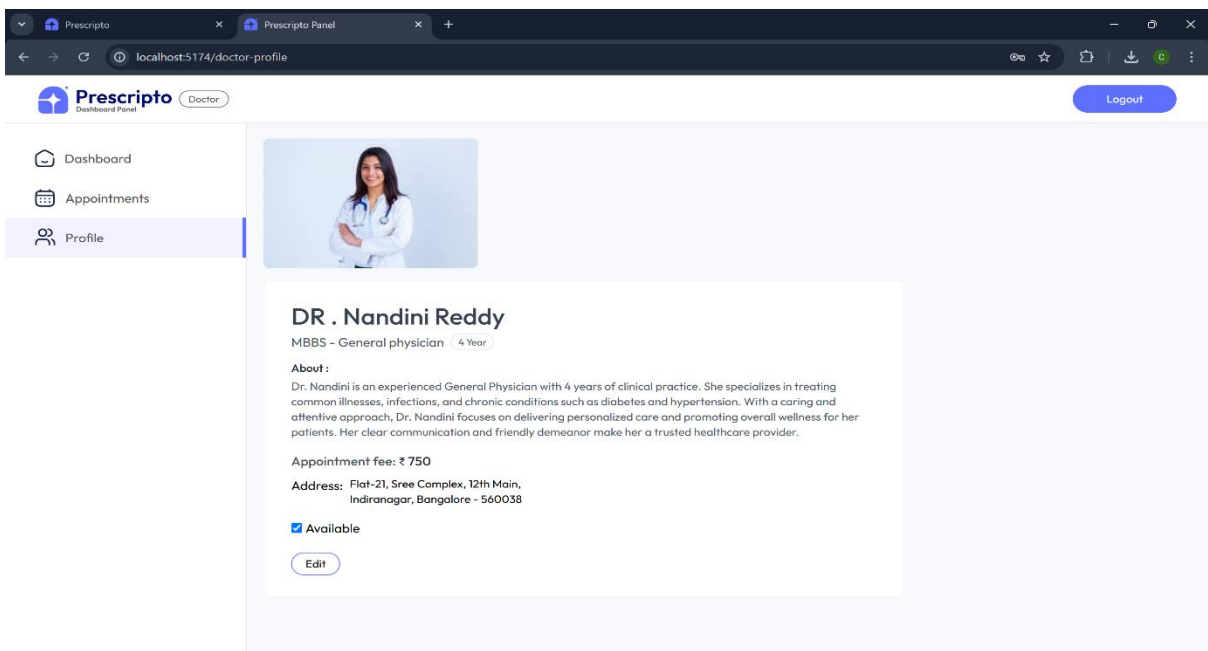 Prescripto
Prescripto Panel
localhost:5174/doctor-profile
C
Prescripto
Doctor
Dashboard Panel
Logout
Dashboard
Appointments
Profile
DR . Nandini Reddy
MBBS - General physician 4 Year
About :
Dr. Nandini is an experienced General Physician with 4 years of clinical practice. She specializes in treating
common illnesses, infections, and chronic conditions such as diabetes and hypertension. With a caring and
attentive approach, Dr. Nandini focuses on delivering personalized care and promoting overall wellness for her
patients. Her clear communication and friendly demeanor make her a trusted healthcare provider.
Appointment fee: ₹ 750
Address: Flat-21, Sree Complex, 12th Main,
Indiranagar, Bangalore - 560038
Available
Edit